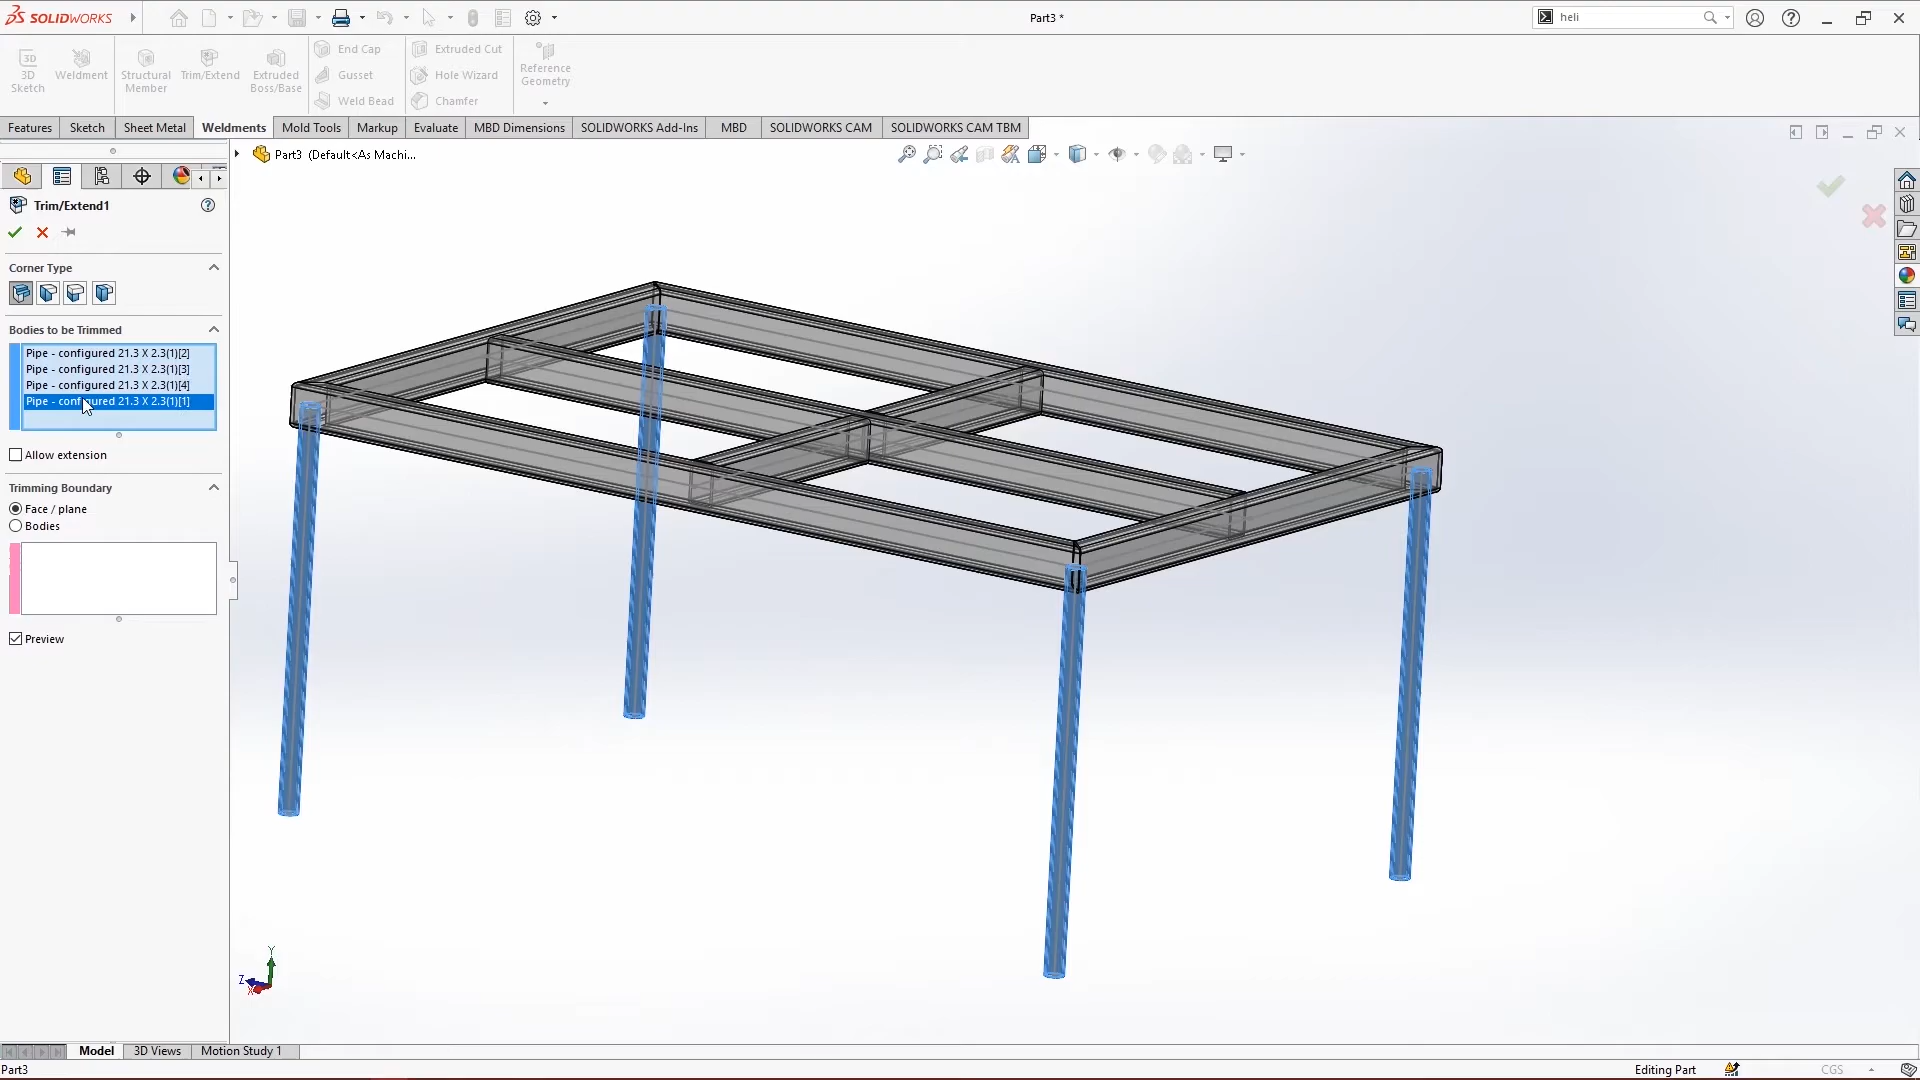 SOLIDWORKS
Part3 *
heli
3D
Sketch
Weldment
Structural
Member
Trim/Extend
Extruded
Boss/Base
End Cap
Gusset
Weld Bead
Extruded Cut
Hole Wizard
Chamfer
Reference
Geometry
Features
Sketch
Sheet Metal
Weldments
Mold Tools
Markup
Evaluate
MBD Dimensions
SOLIDWORKS Add-Ins
MBD
SOLIDWORKS CAM
SOLIDWORKS CAM TBM
Part3 (Default<As Machi...
Trim/Extend1
Corner Type
Bodies to be Trimmed
Pipe - configured 21.3 X 2.3(1)[2]
Pipe - configured 21.3 X 2.3(1)[3]
Pipe - configured 21.3 X 2.3(1)[4]
Pipe - configured 21.3 X 2.3(1)[1]
Allow extension
Trimming Boundary
Face / plane
Bodies
Preview
Y
Z
X
Model
3D Views
Motion Study 1
Part3
Editing Part
CGS